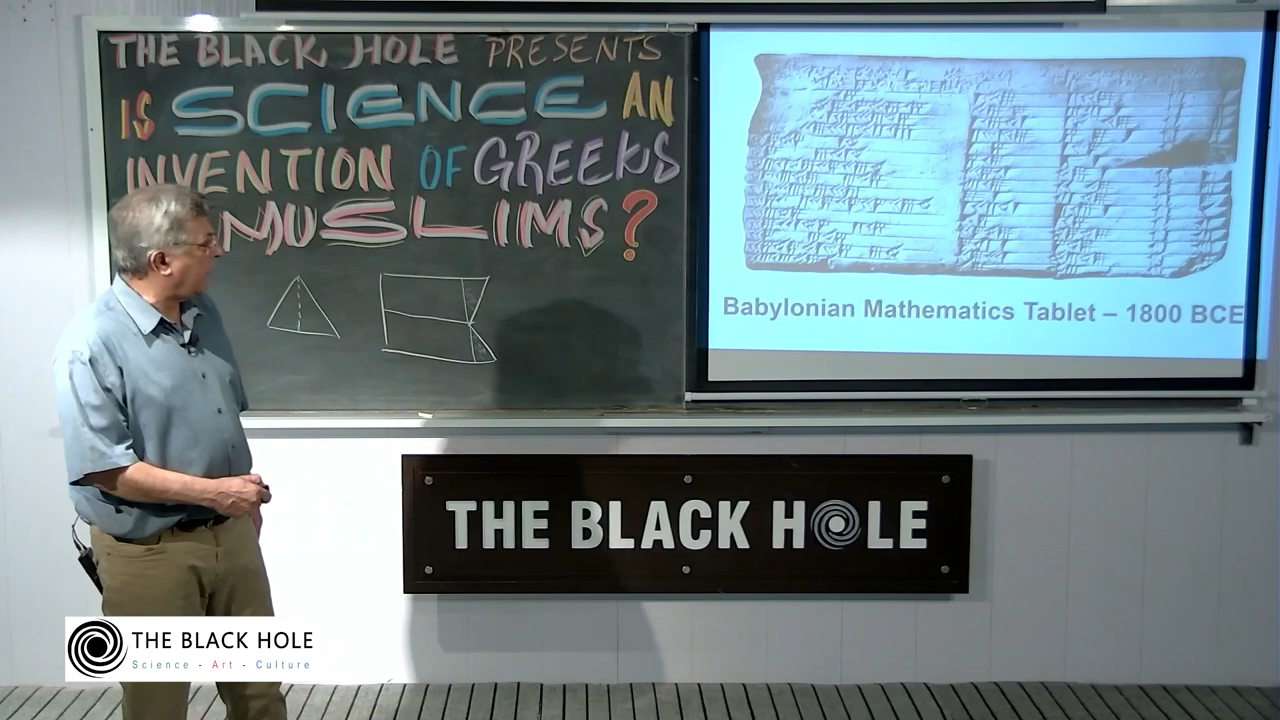 THE BLACK HOLE PRESENTS
IS SCIENCE AN
INVENTION OF GREEKS
MUSLIMS?
Babylonian Mathematics Tablet – 1800 BCE
THE BLACK HOLE
THE BLACK HOLE
Science - Art - Culture